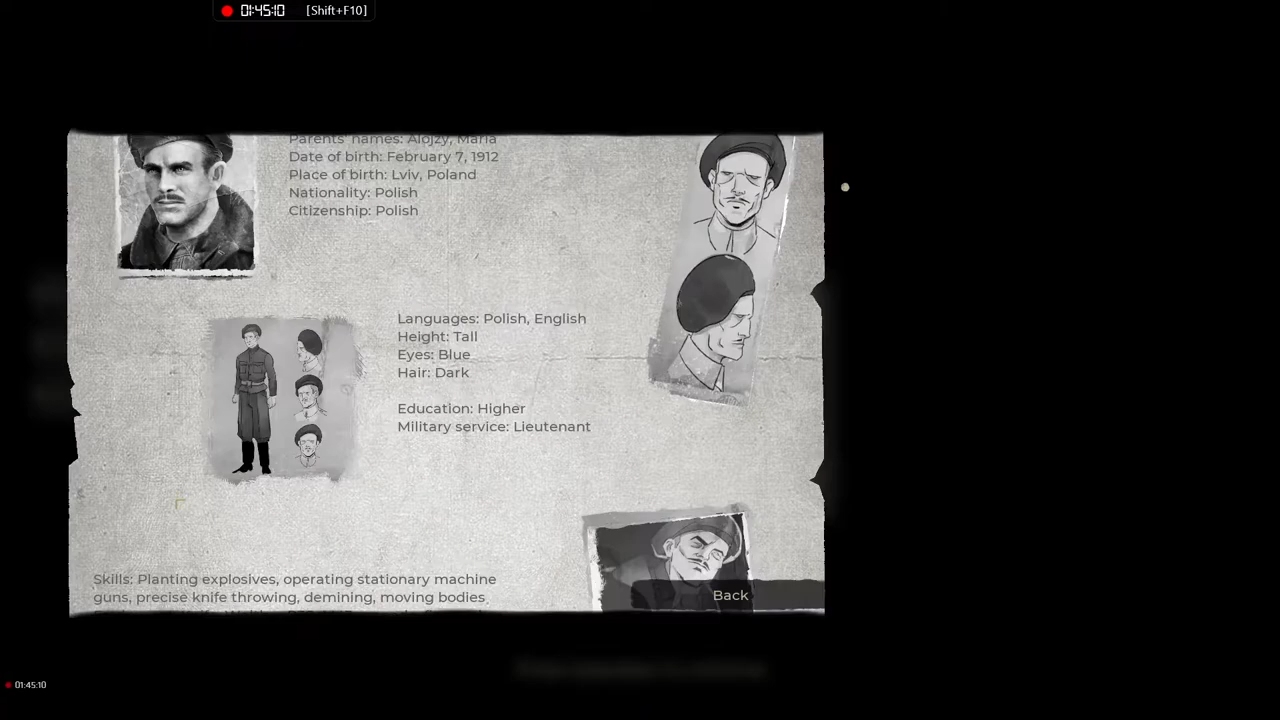 01:45:10 [Shift+F10]
Parents' names: Alojzy, Maria
Date of birth: February 7, 1912
Place of birth: Lviv, Poland
Nationality: Polish
Citizenship: Polish
Languages: Polish, English
Height: Tall
Eyes: Blue
Hair: Dark
Education: Higher
Military service: Lieutenant
Skills: Planting explosives, operating stationary machine
guns, precise knife throwing, demining, moving bodies
Back
01:45:10